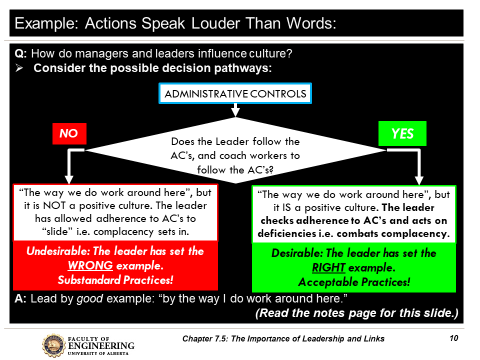 Example: Actions Speak Louder Than Words:
Q: How do managers and leaders influence culture?
➢ Consider the possible decision pathways:
ADMINISTRATIVE CONTROLS
NO
YES
Does the Leader follow the
AC's, and coach workers to
follow the AC's?
"The way we do work around here", but
it is NOT a positive culture. The leader
has allowed adherence to AC's to
"slide" i.e. complacency sets in.
Undesirable: The leader has set the
WRONG example.
Substandard Practices!
"The way we do work around here", but
it IS a positive culture. The leader
checks adherence to AC's and acts on
deficiencies i.e. combats complacency.
Desirable: The leader has set the
RIGHT example.
Acceptable Practices!
A: Lead by good example: "by the way I do work around here."
(Read the notes page for this slide.)
FACULTY OF
ENGINEERING
UNIVERSITY OF ALBERTA
Chapter 7.5: The Importance of Leadership and Links
10